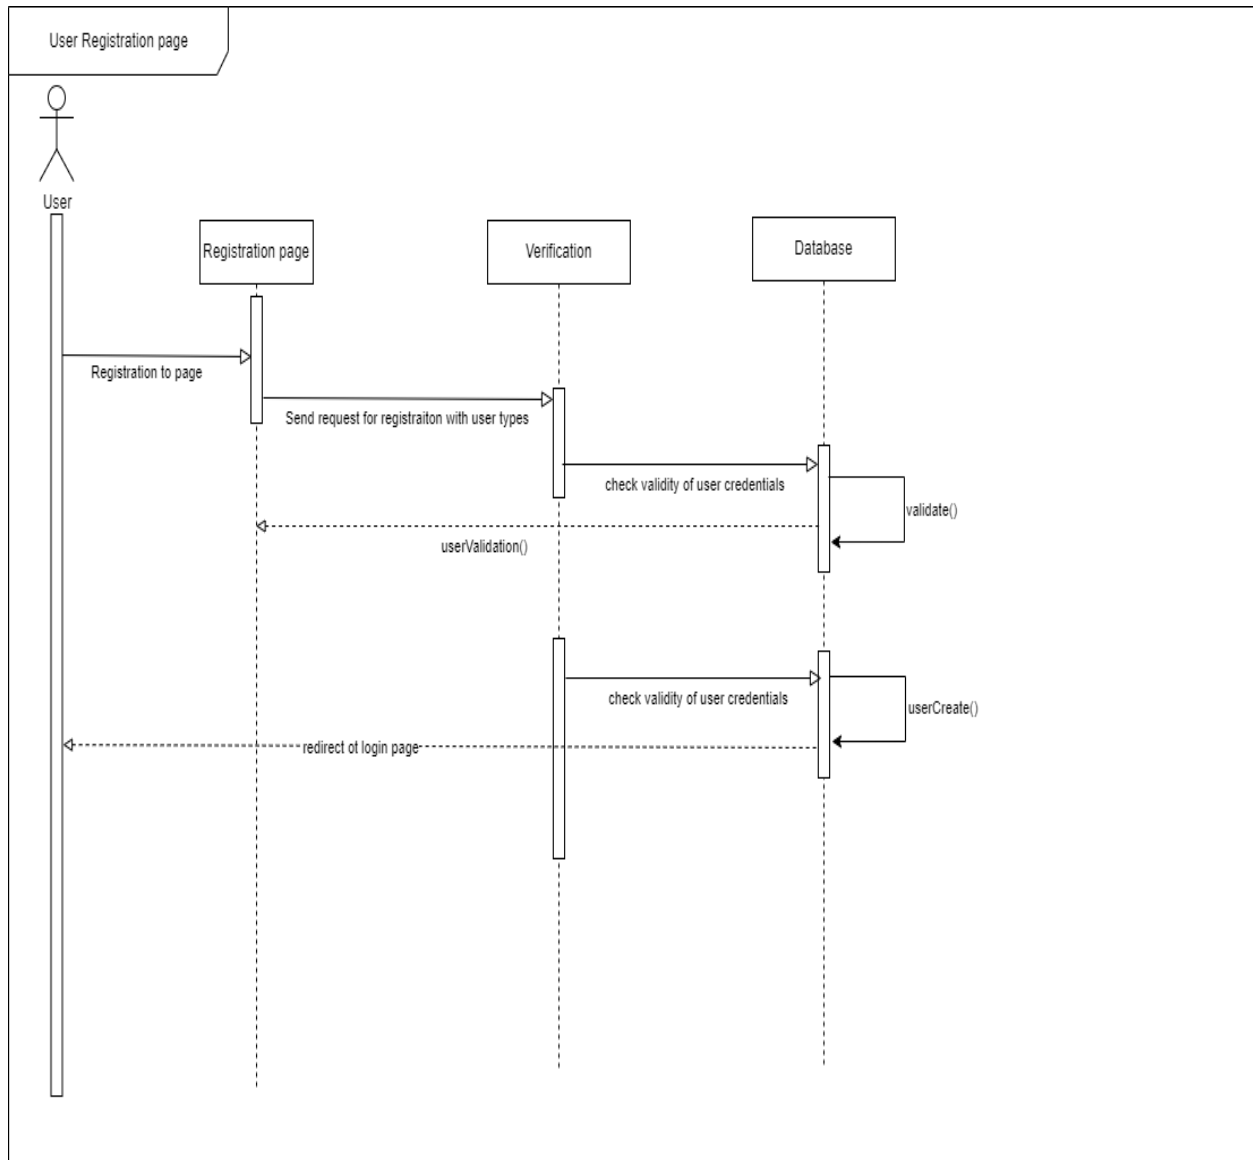 User Registration page
User
Registration page
Verification
Database
Registration to page
Send request for registraiton with user types
check validity of user credentials
validate()
userValidation()
check validity of user credentials
userCreate()
redirect ot login page